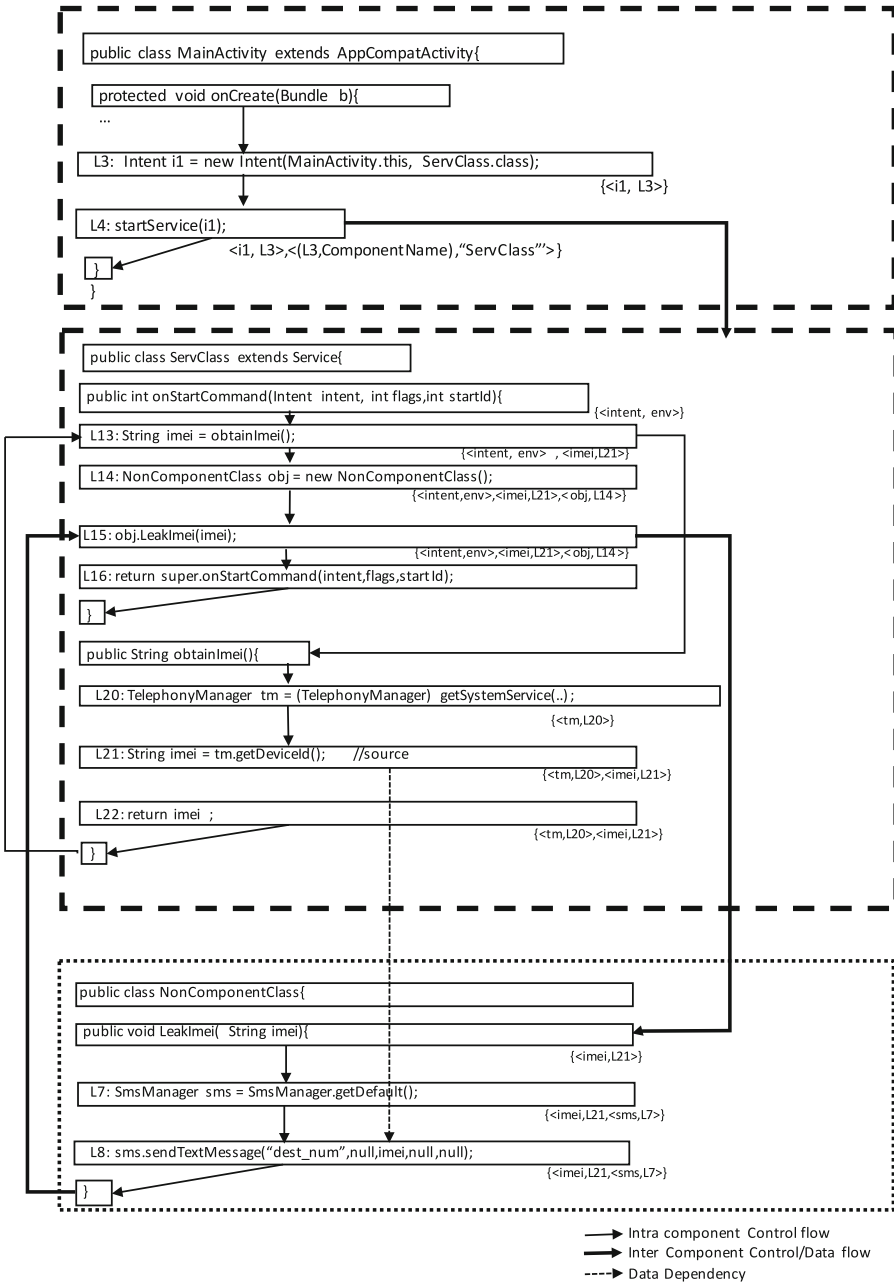 public class MainActivity extends AppCompatActivity{
protected void onCreate(Bundle b){
...
L3: Intent i1 = new Intent(MainActivity.this, ServClass.class);
{<i1, L3>}
L4: startService(i1);
<i1, L3>,<(L3,ComponentName),“ServClass”’>}
}
}
public class ServClass extends Service{
public int onStartCommand(Intent intent, int flags,int startId){
{<intent, env>}
L13: String imei = obtainImei();
{<intent, env> , <imei,L21>}
L14: NonComponentClass obj = new NonComponentClass();
{<intent,env>,<imei,L21>,<obj,L14>}
L15: obj.LeakImei(imei);
{<intent,env>,<imei,L21>,<obj,L14>}
L16: return super.onStartCommand(intent,flags,startId);
}
public String obtainImei(){
L20: TelephonyManager tm = (TelephonyManager) getSystemService(..);
{<tm,L20>}
L21: String imei = tm.getDeviceId(); //source
{<tm,L20>,<imei,L21>}
L22: return imei ;
{<tm,L20>,<imei,L21>}
}
public class NonComponentClass{
public void LeakImei( String imei){
{<imei,L21>}
L7: SmsManager sms = SmsManager.getDefault();
{<imei,L21,<sms,L7>}
L8: sms.sendTextMessage(“dest_num”,null,imei,null,null);
{<imei,L21,<sms,L7>}
}
Intra component Control flow
Inter Component Control/Data flow
Data Dependency